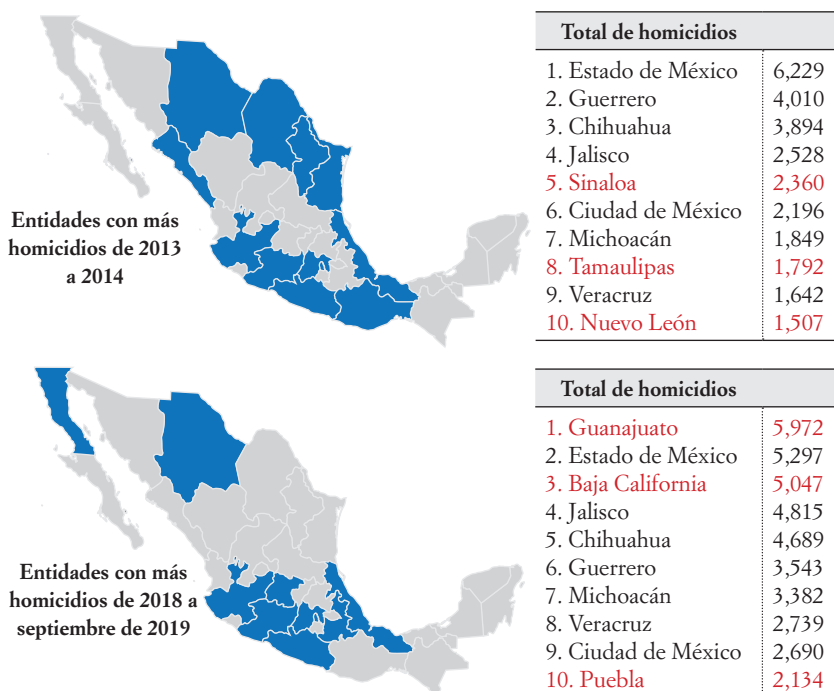 Entidades con más
homicidios de 2013
a 2014
Total de homicidios
1. Estado de México 6,229
2. Guerrero 4,010
3. Chihuahua 3,894
4. Jalisco 2,528
5. Sinaloa 2,360
6. Ciudad de México 2,196
7. Michoacán 1,849
8. Tamaulipas 1,792
9. Veracruz 1,642
10. Nuevo León 1,507
Entidades con más
homicidios de 2018 a
septiembre de 2019
Total de homicidios
1. Guanajuato 5,972
2. Estado de México 5,297
3. Baja California 5,047
4. Jalisco 4,815
5. Chihuahua 4,689
6. Guerrero 3,543
7. Michoacán 3,382
8. Veracruz 2,739
9. Ciudad de México 2,690
10. Puebla 2,134